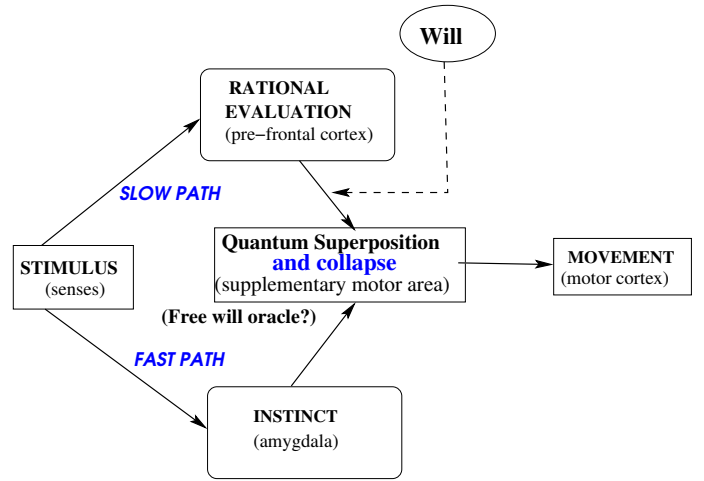 Will
RATIONAL
EVALUATION
(pre−frontal cortex)
SLOW PATH
Quantum Superposition
and collapse
(supplementary motor area)
STIMULUS
(senses)
MOVEMENT
(motor cortex)
(Free will oracle?)
FAST PATH
INSTINCT
(amygdala)